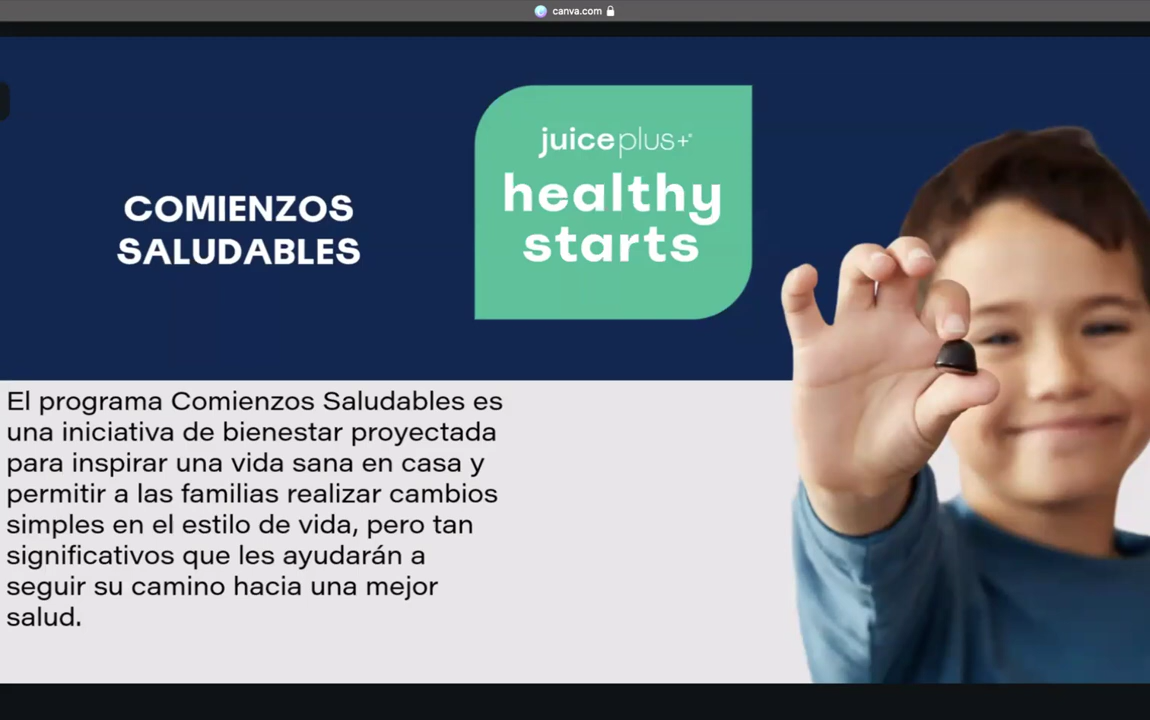 canva.com
COMIENZOS
SALUDABLES
juice plus+®
healthy
starts
El programa Comienzos Saludables es
una iniciativa de bienestar proyectada
para inspirar una vida sana en casa y
permitir a las familias realizar cambios
simples en el estilo de vida, pero tan
significativos que les ayudarán a
seguir su camino hacia una mejor
salud.